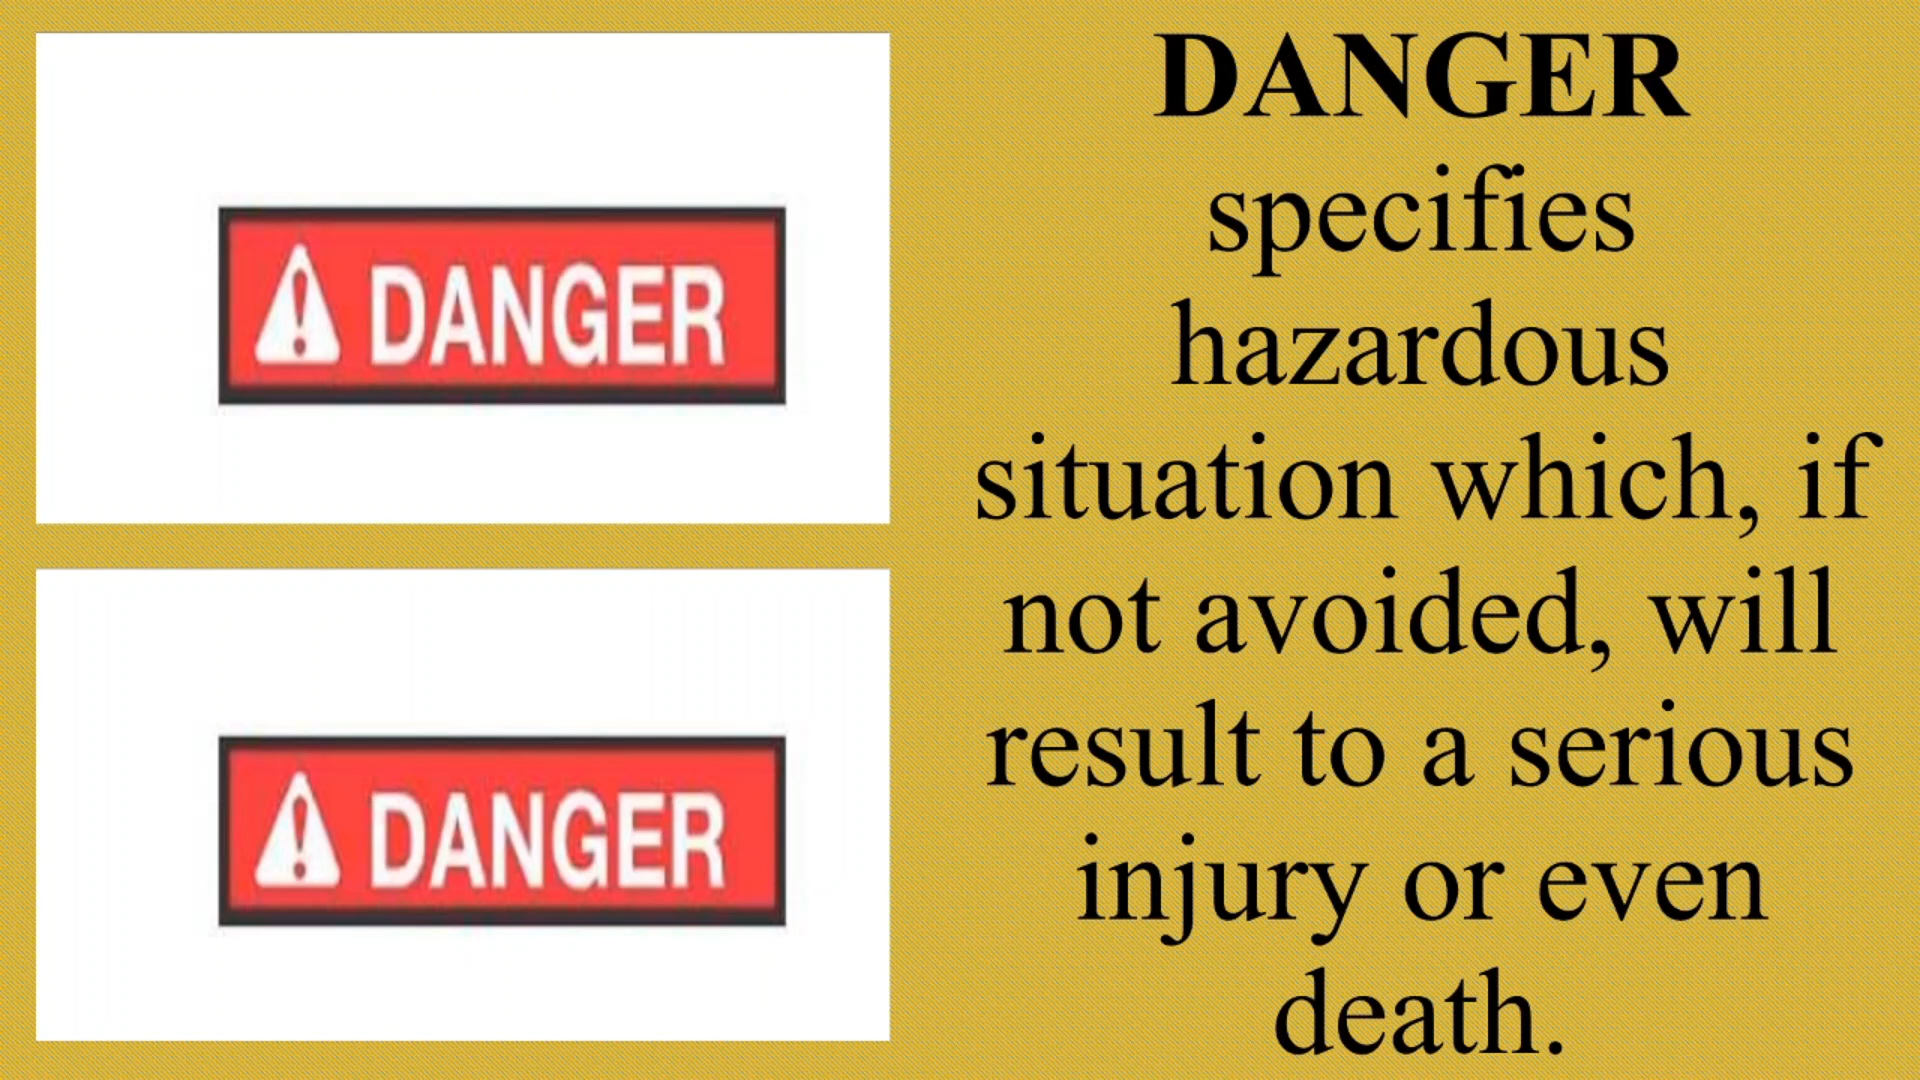 DANGER
DANGER
DANGER
specifies
hazardous
situation which, if
not avoided, will
result to a serious
injury or even
death.